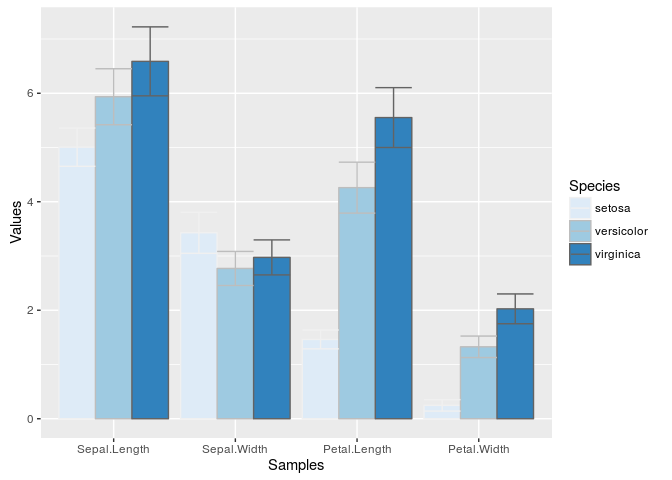 Values
6
4
2
0
Sepal.Length Sepal.Width Petal.Length Petal.Width
Samples
Species
setosa
versicolor
virginica